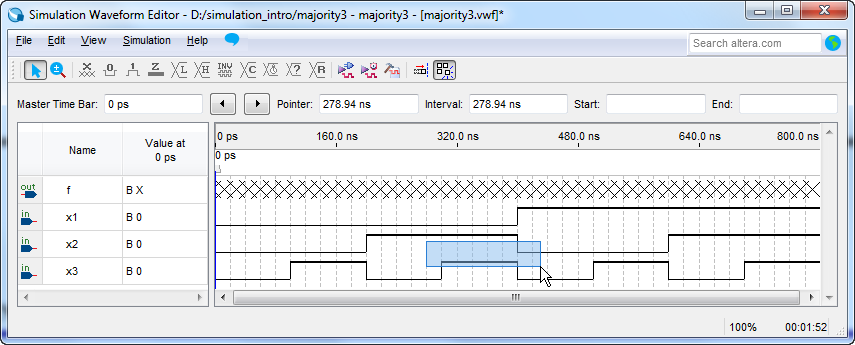 Simulation Waveform Editor - D:/simulation_intro/majority3 - majority3 - [majority3.vwf]*
File Edit View Simulation Help
Search altera.com
0 1 Z L H INV C ? R
Master Time Bar: 0 ps Pointer: 278.94 ns Interval: 278.94 ns Start: End:
Name Value at
0 ps
0 ps 160.0 ns 320.0 ns 480.0 ns 640.0 ns 800.0 ns
0 ps
out f B X
in x1 B 0
in x2 B 0
in x3 B 0
100% 00:01:52